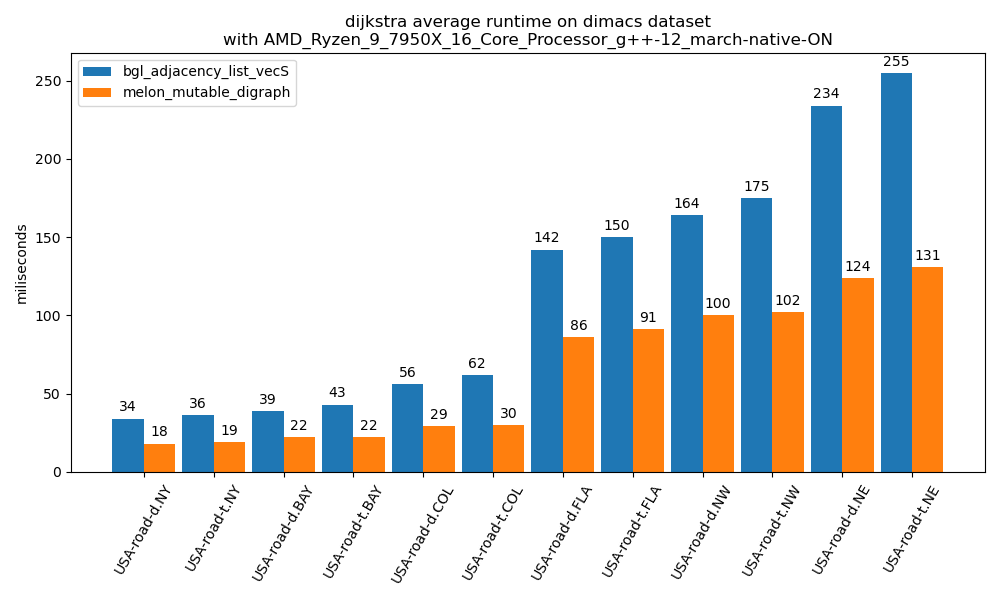 dijkstra average runtime on dimacs dataset
with AMD_Ryzen_9_7950X_16_Core_Processor_g++-12_march-native-ON
bgl_adjacency_list_vecS
melon_mutable_digraph
miliseconds
250
200
150
100
50
0
34
18
36
19
39
22
43
22
56
29
62
30
142
86
150
91
164
100
175
102
234
124
255
131
USA-road-d.NY
USA-road-t.NY
USA-road-d.BAY
USA-road-t.BAY
USA-road-d.COL
USA-road-t.COL
USA-road-d.FLA
USA-road-t.FLA
USA-road-d.NW
USA-road-t.NW
USA-road-d.NE
USA-road-t.NE